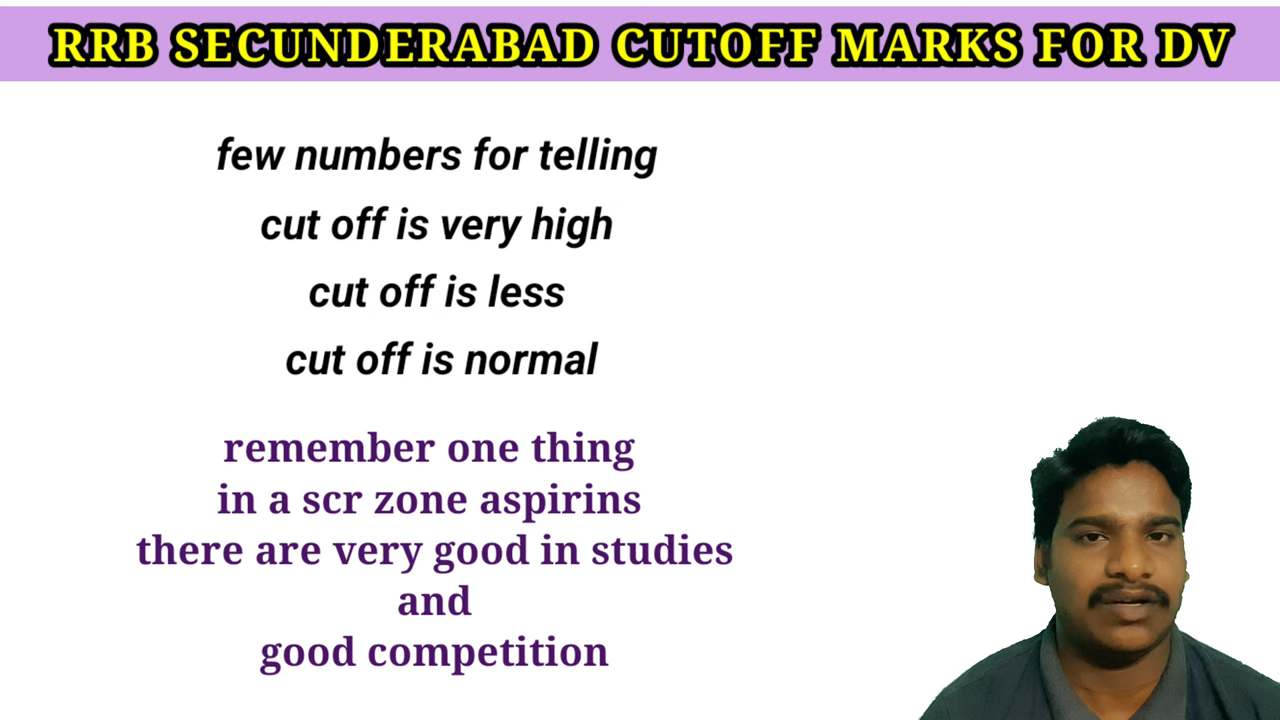 RRB SECUNDERABAD CUTOFF MARKS FOR DV
few numbers for telling
cut off is very high
cut off is less
cut off is normal
remember one thing
in a scr zone aspirins
there are very good in studies
and
good competition